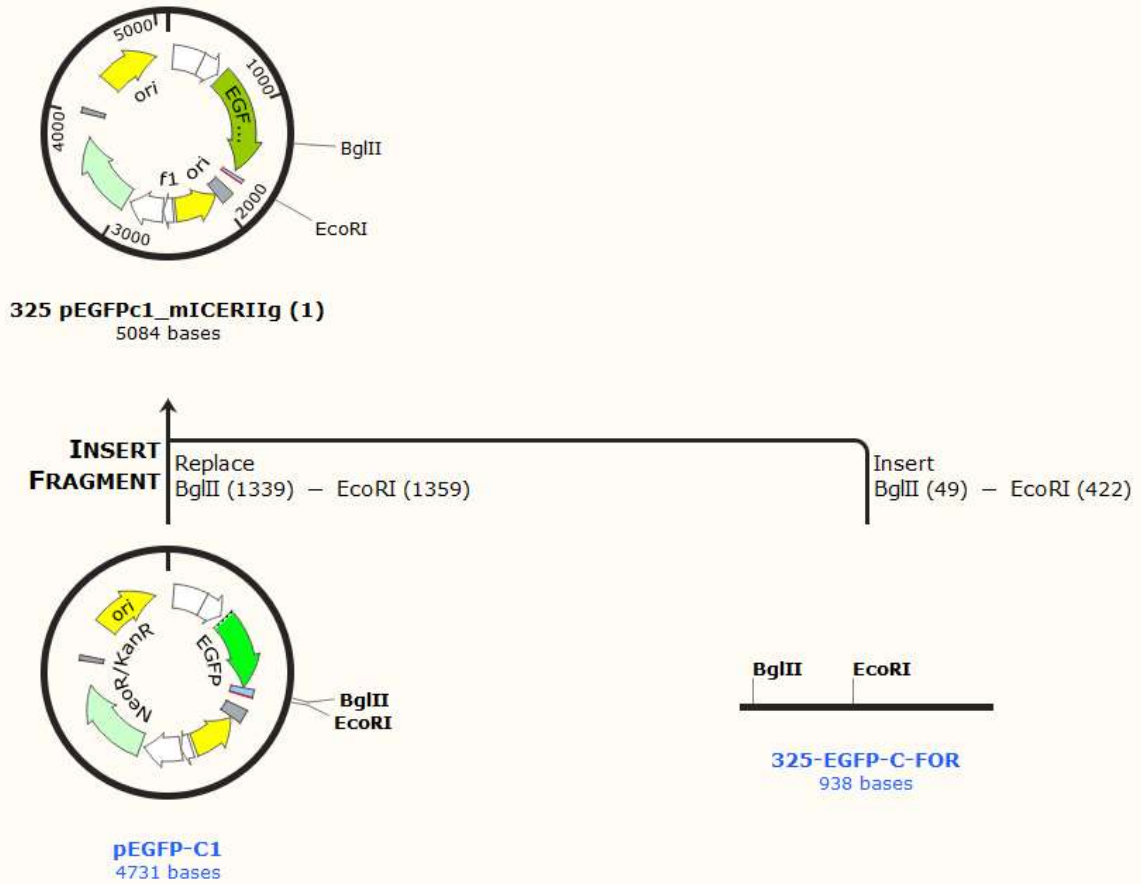 5000
1000
ori
EGF
...
4000
BglII
f1 ori
2000
EcoRI
3000
325 pEGFPc1_mICERIIg (1)
5084 bases
INSERT
FRAGMENT
Replace
BglII (1339) – EcoRI (1359)
Insert
BglII (49) – EcoRI (422)
ori
EGFP
NeoR/KanR
BglII
EcoRI
BglII
EcoRI
325-EGFP-C-FOR
938 bases
pEGFP-C1
4731 bases